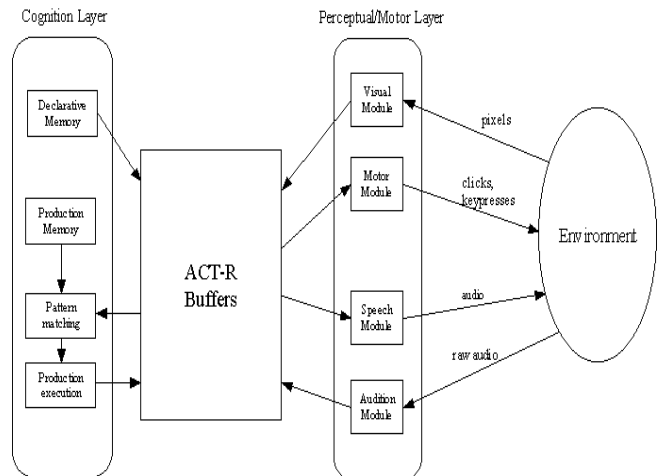 Cognition Layer
Perceptual/Motor Layer
Declarative
Memory
Production
Memory
Pattern
matching
Production
execution
ACT-R
Buffers
Visual
Module
Motor
Module
Speech
Module
Audition
Module
pixels
clicks,
keypresses
audio
raw audio
Environment